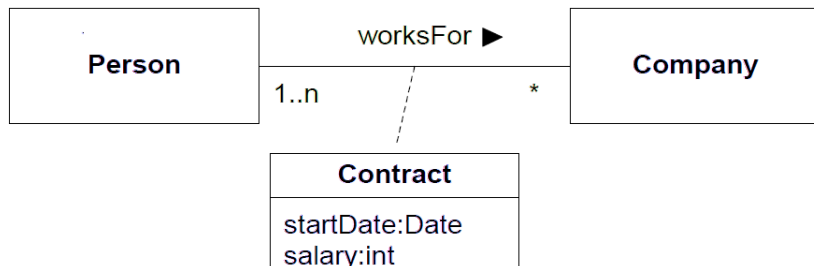 worksFor ►
Person
Company
1..n
*
Contract
startDate:Date
salary:int